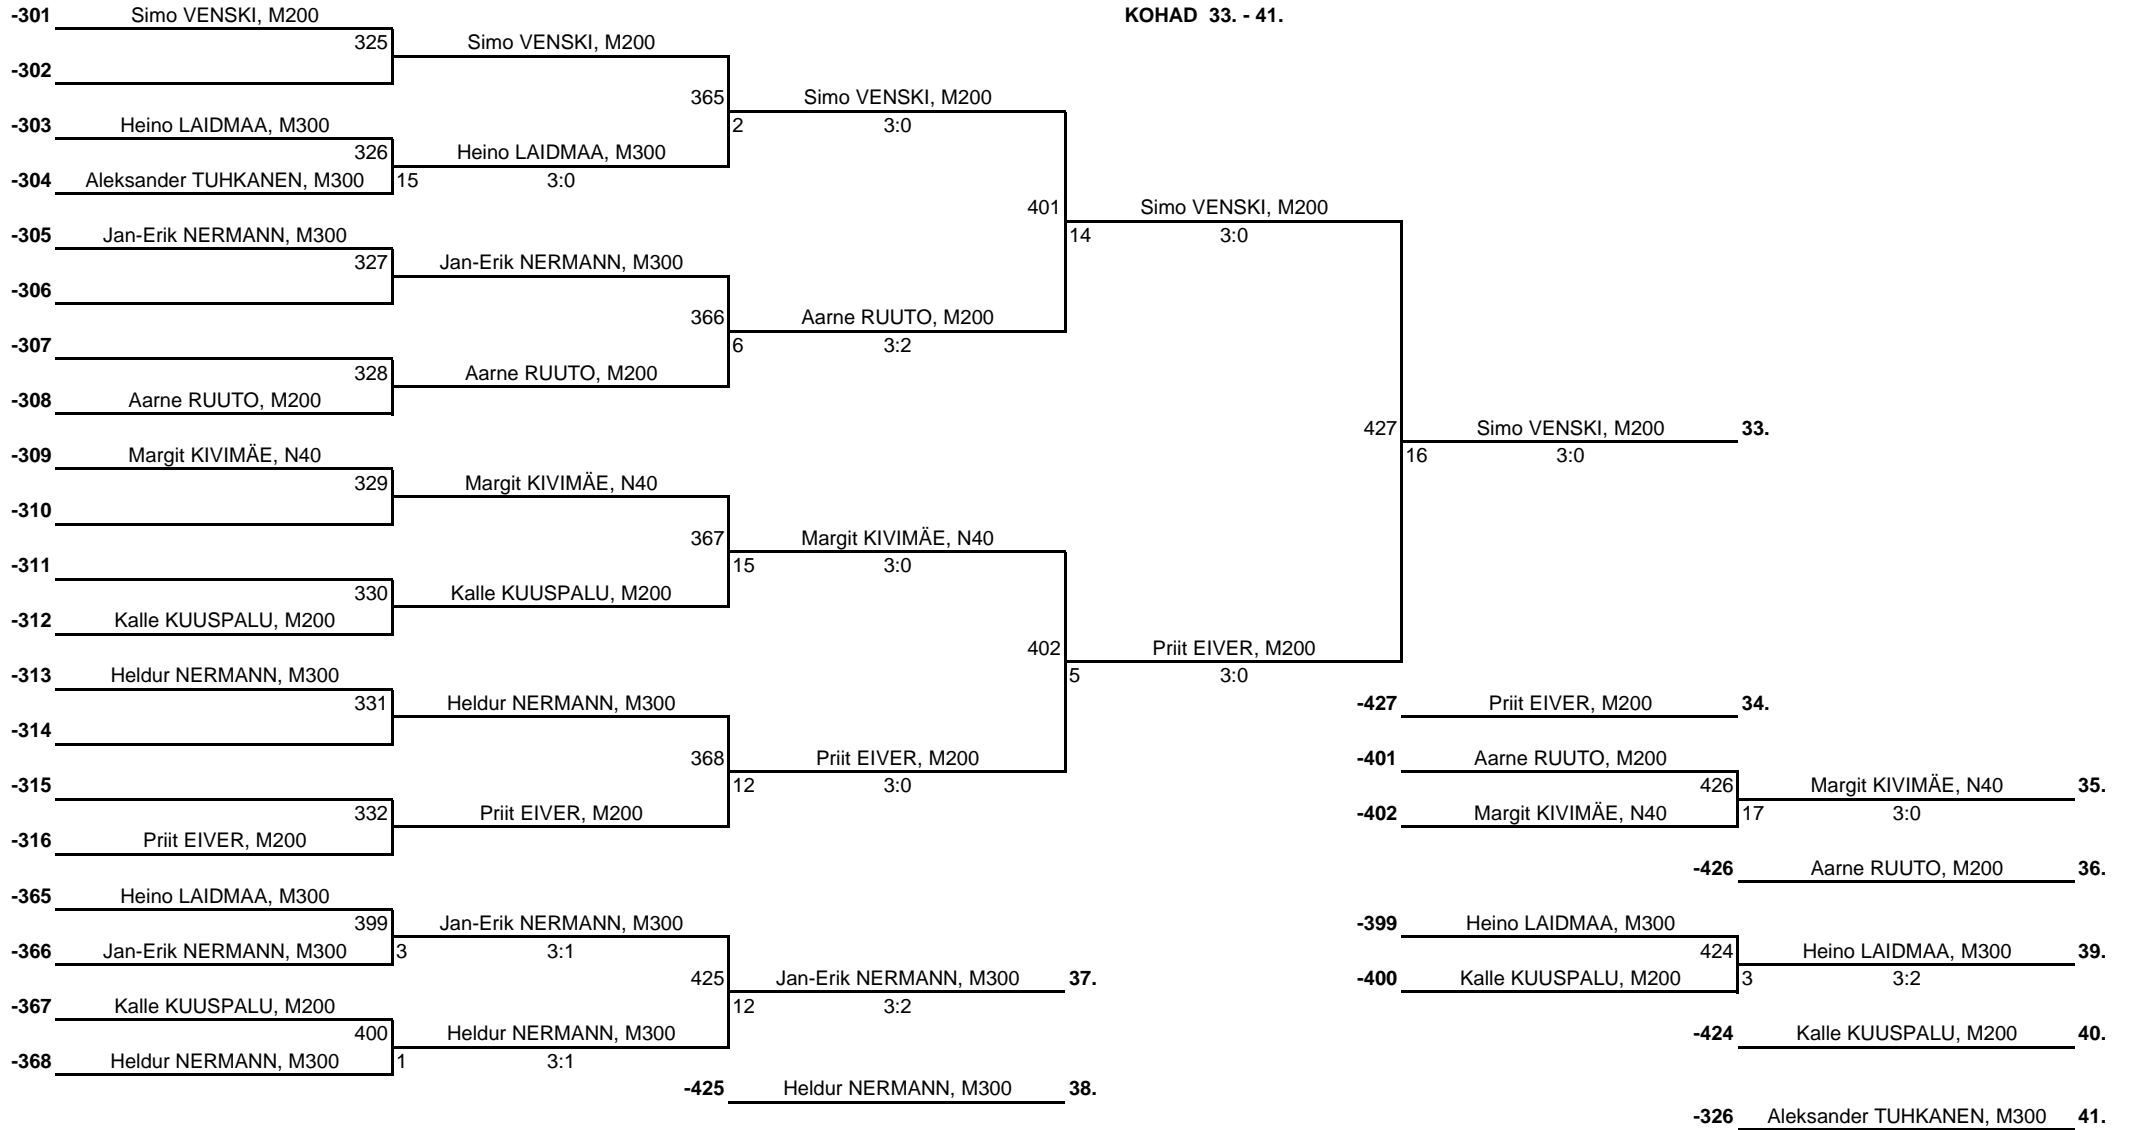 KOHAD 33. - 41.
-301 Simo VENSKI, M200
325 Simo VENSKI, M200
-302
365 Simo VENSKI, M200
-303 Heino LAIDMAA, M300
2 3:0
326 Heino LAIDMAA, M300
-304 Aleksander TUHKANEN, M300 15 3:0
401 Simo VENSKI, M200
-305 Jan-Erik NERMANN, M300
14 3:0
327 Jan-Erik NERMANN, M300
-306
366 Aarne RUUTO, M200
-307
6 3:2
328 Aarne RUUTO, M200
-308 Aarne RUUTO, M200
427 Simo VENSKI, M200 33.
-309 Margit KIVIMÄE, N40
16 3:0
329 Margit KIVIMÄE, N40
-310
367 Margit KIVIMÄE, N40
-311
15 3:0
330 Kalle KUUSPALU, M200
-312 Kalle KUUSPALU, M200
402 Priit EIVER, M200
-313 Heldur NERMANN, M300
5 3:0
331 Heldur NERMANN, M300
-427 Priit EIVER, M200 34.
-314
368 Priit EIVER, M200
-401 Aarne RUUTO, M200
-315
12 3:0
426 Margit KIVIMÄE, N40 35.
332 Priit EIVER, M200
-402 Margit KIVIMÄE, N40 17 3:0
-316 Priit EIVER, M200
-426 Aarne RUUTO, M200 36.
-365 Heino LAIDMAA, M300
399 Jan-Erik NERMANN, M300
-399 Heino LAIDMAA, M300
-366 Jan-Erik NERMANN, M300 3 3:1
424 Heino LAIDMAA, M300 39.
425 Jan-Erik NERMANN, M300 37.
-400 Kalle KUUSPALU, M200 3 3:2
-367 Kalle KUUSPALU, M200
12 3:2
400 Heldur NERMANN, M300
-424 Kalle KUUSPALU, M200 40.
-368 Heldur NERMANN, M300 1 3:1
-425 Heldur NERMANN, M300 38.
-326 Aleksander TUHKANEN, M300 41.